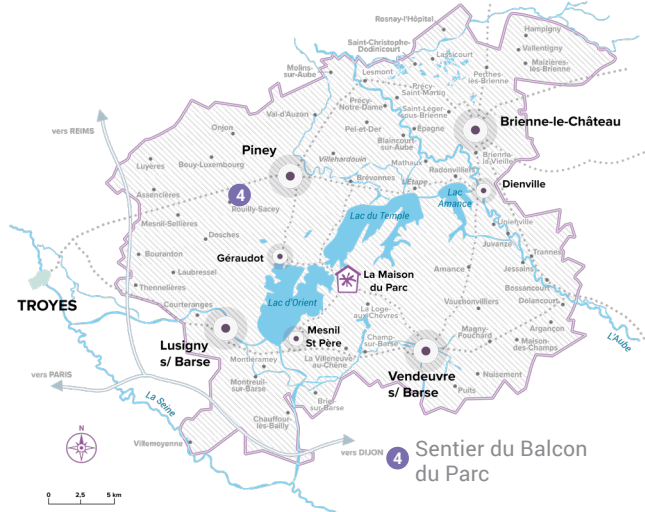 Rosnay-l'Hôpital
Hampigny
Saint-Christophe-
Dodinicourt
Lassicourt
Vallentigny
Maizières-
lès-Brienne
Molins-
sur-Aube
Lesmont
Perthes-
lès-Brienne
Précy-
Saint-Martin
Précy-
Notre-Dame
Saint-Léger-
sous-Brienne
Val-d'Auzon
vers REIMS
Onjon
Pel-et-Der
Épagne
Brienne-le-Château
Blaincourt-
sur-Aube
Piney
Villehardouin
Mathaux
Brienne-
la-Vieille
Luyères
Bouy-Luxembourg
Radonvilliers
Brévonnes
L'Étape
Dienville
Assencières
4
Rouilly-Sacey
Lac
Amance
Lac du Temple
Mesnil-Sellières
Unienville
Dosches
Juvanzé
Trannes
Bouranton
Géraudot
Laubressel
La Maison
du Parc
Amance
Jessains
Thennelières
Bossancourt
Lac d'Orient
Vauchonvilliers
Dolancourt
TROYES
Courteranges
La Loge-
aux-Chèvres
Lusigny
s/ Barse
Mesnil
St Père
Champ-
sur-Barse
Magny-
Fouchard
Argançon
Maison-
des-Champs
L'Aube
Montiéramey
La Villeneuve-
au-Chêne
Vendeuvre
s/ Barse
vers PARIS
Montreuil-
sur-Barse
Nuisement
Puits
La Seine
Briel-
sur-Barse
Chauffour-
lès-Bailly
N
Villemoyenne
vers DIJON
4
Sentier du Balcon
du Parc
0 2,5 5 km